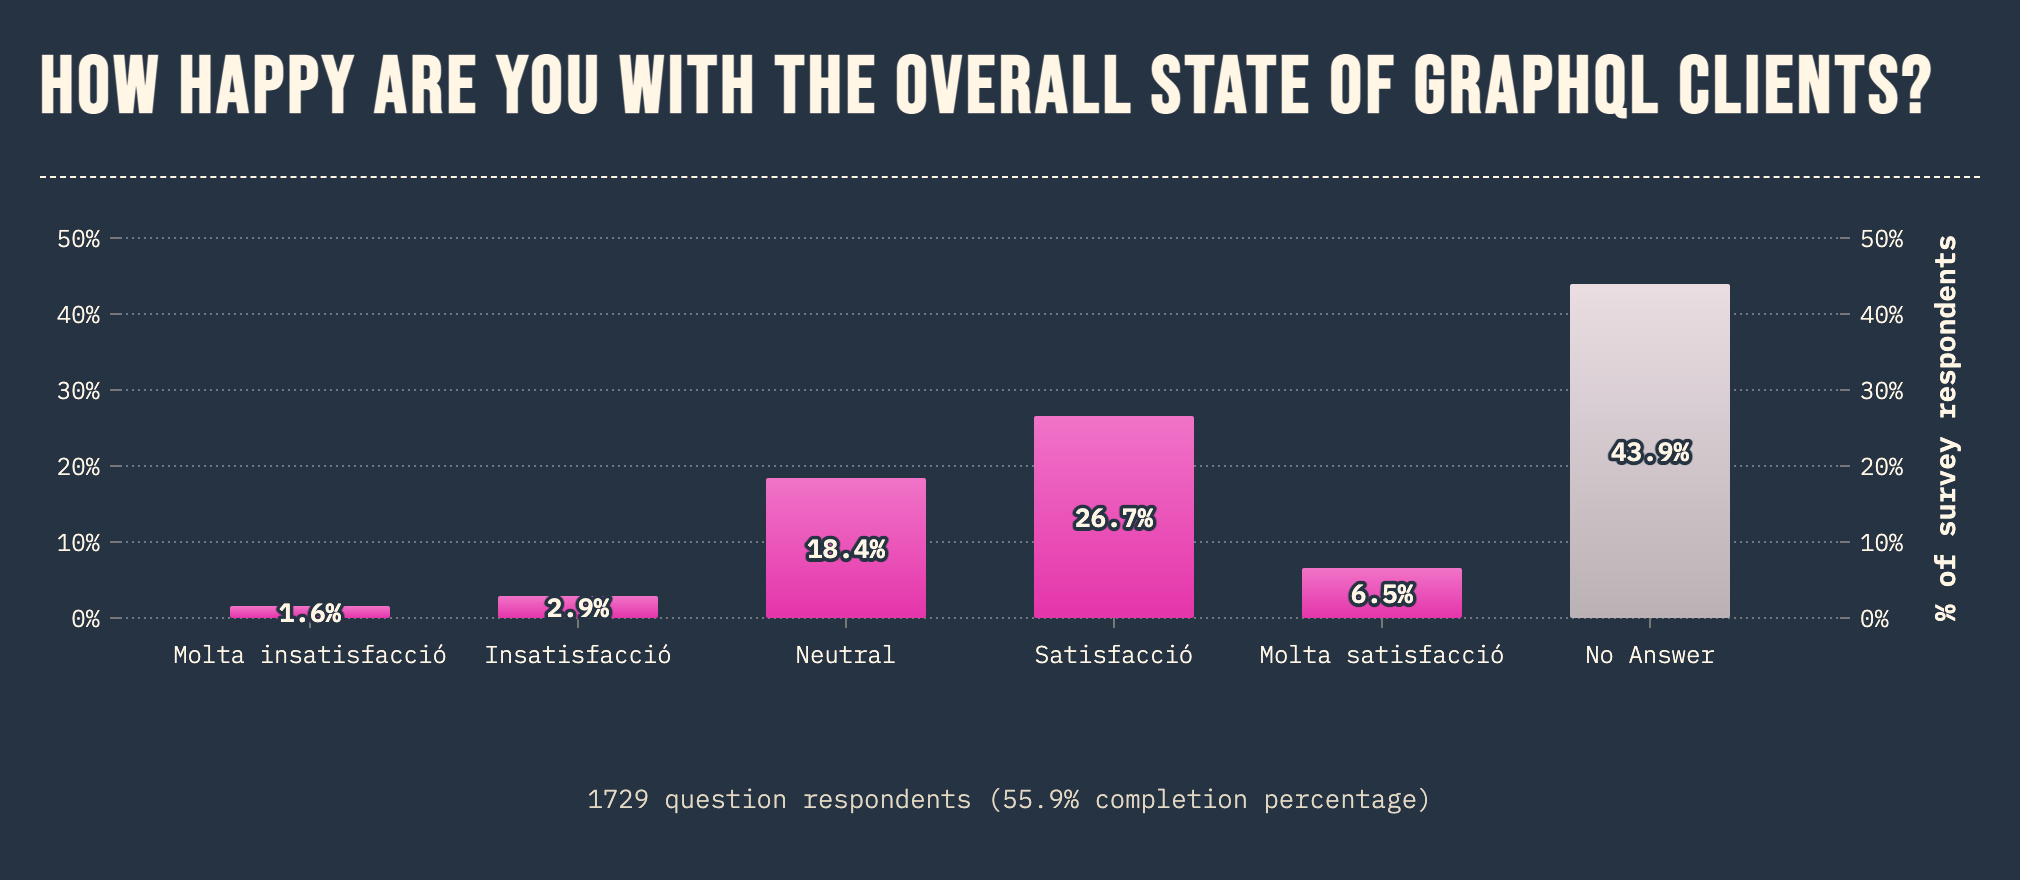 HOW HAPPY ARE YOU WITH THE OVERALL STATE OF GRAPHQL CLIENTS?
50% 50%
40% 40%
30% 30%
20% 20%
10% 10%
0% 0%
1.6% 2.9% 18.4% 26.7% 6.5% 43.9%
Molta insatisfacció Insatisfacció Neutral Satisfacció Molta satisfacció No Answer
% of survey respondents
1729 question respondents (55.9% completion percentage)